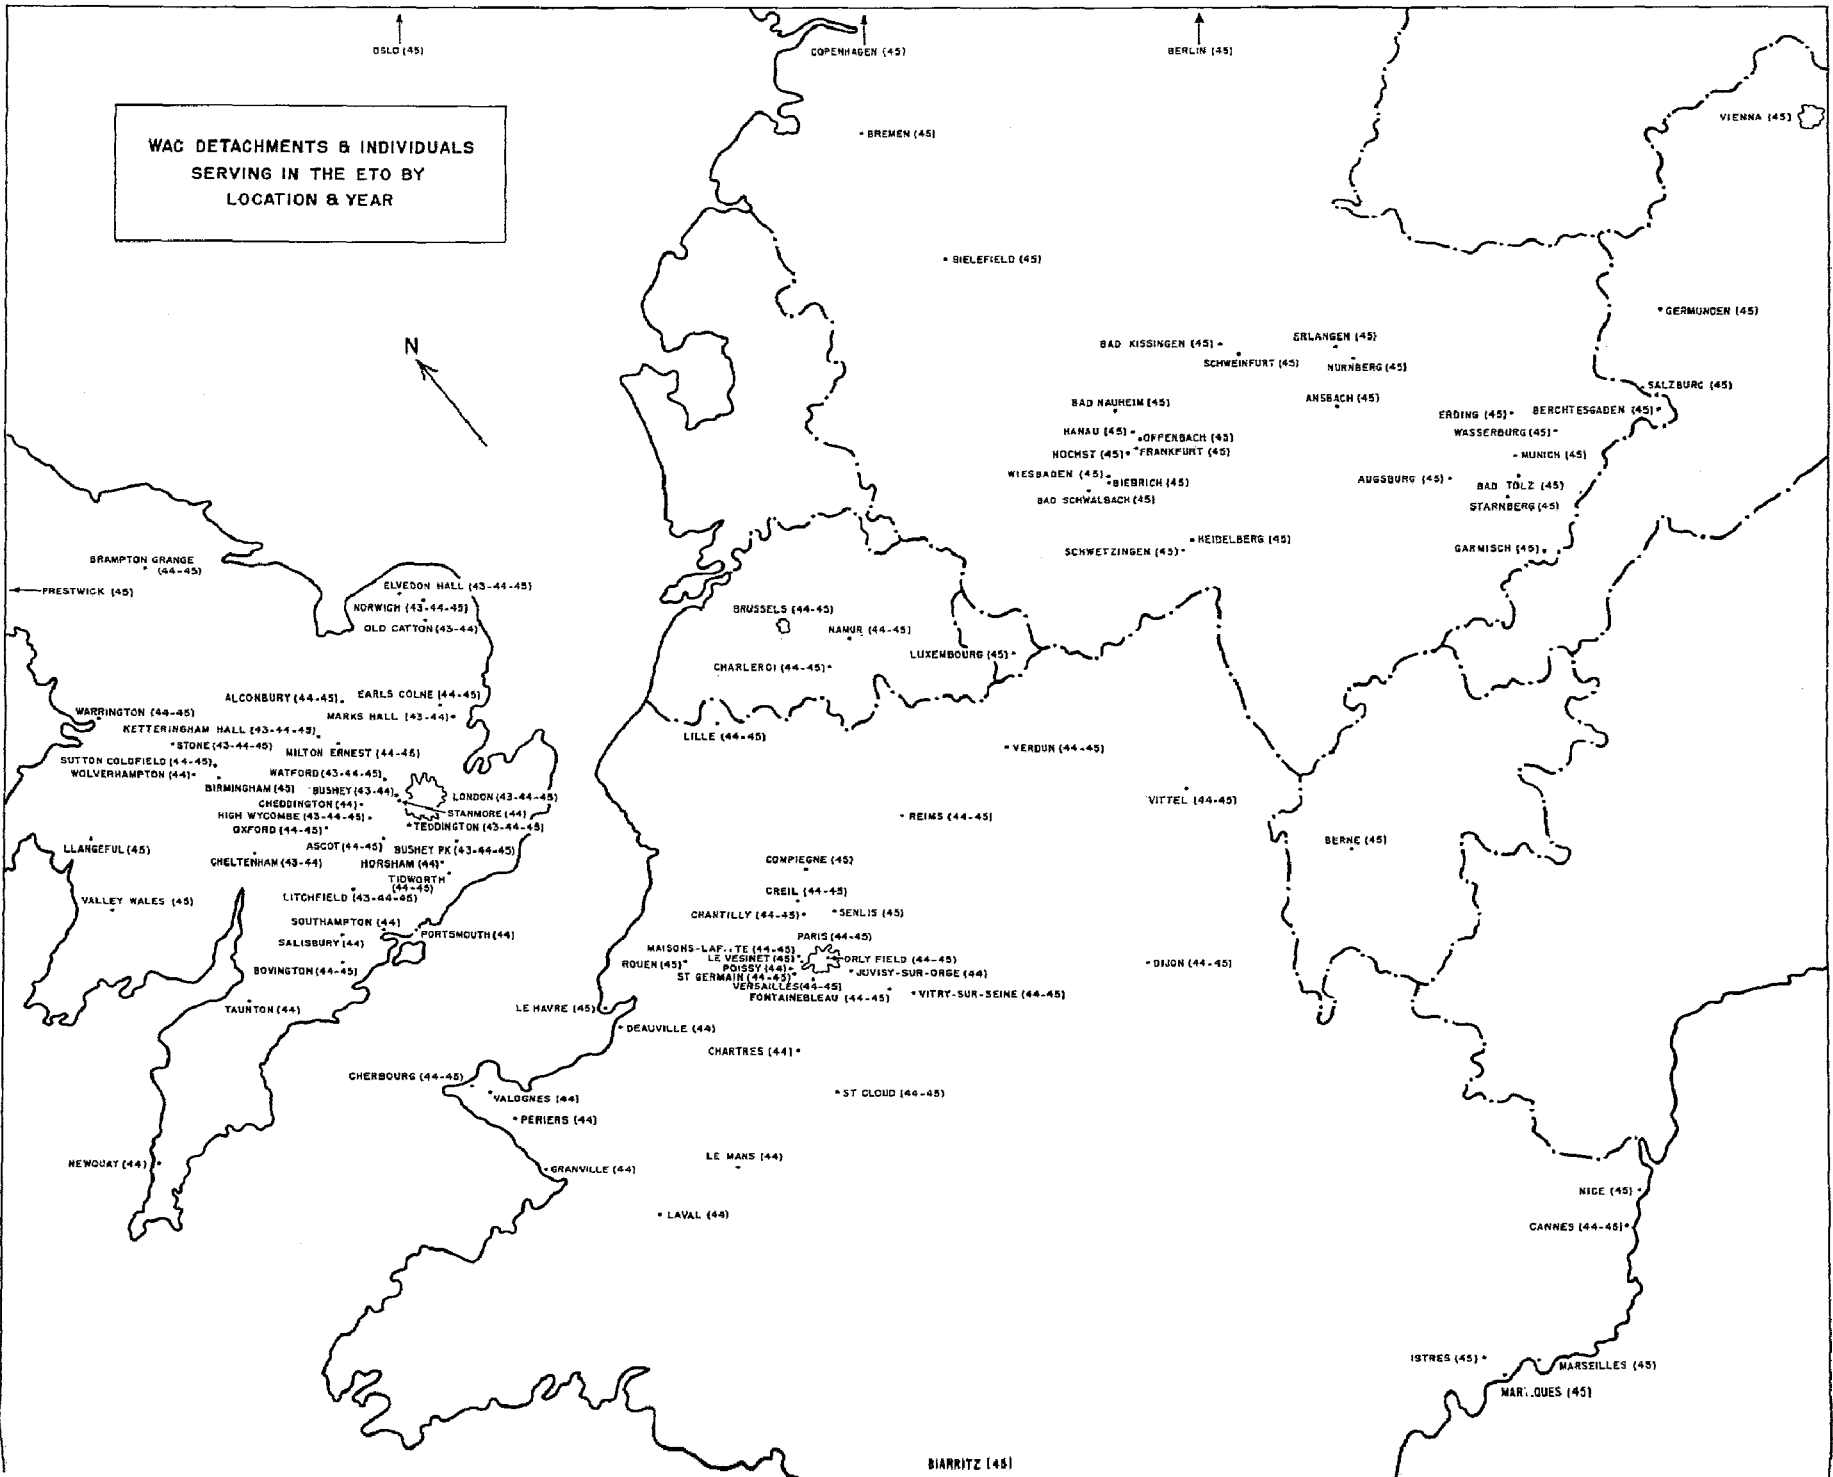 OSLO (45)
COPENHAGEN (45)
BERLIN (45)
WAC DETACHMENTS & INDIVIDUALS
SERVING IN THE ETO BY
LOCATION & YEAR
VIENNA (45)
BREMEN (45)
BIELEFIELD (45)
GERMUNDEN (45)
N
BAD KISSINGEN (45)
ERLANGEN (45)
SCHWEINFURT (45)
NURNBERG (45)
SALZBURG (45)
BAD NAUHEIM (45)
ANSBACH (45)
ERDING (45)
BERCHTESGADEN (45)
HANAU (45)
OFFENBACH (45)
WASSERBURG (45)
HOCHST (45)
FRANKFURT (45)
MUNICH (45)
WIESBADEN (45)
BIEBRICH (45)
AUGSBURG (45)
BAD TOLZ (45)
BAD SCHWALBACH (45)
STARNBERG (45)
HEIDELBERG (45)
SCHWETZINGEN (45)
GARMISCH (45)
BRAMPTON GRANGE
(44-45)
PRESTWICK (45)
ELVEDON HALL (43-44-45)
NORWICH (43-44-45)
OLD CATTON (43-44)
BRUSSELS (44-45)
NAMUR (44-45)
LUXEMBOURG (45)
CHARLEROI (44-45)
ALCONBURY (44-45)
EARLS COLNE (44-45)
WARRINGTON (44-45)
MARKS HALL (43-44)
KETTERINGHAM HALL (43-44-45)
LILLE (44-45)
STONE (43-44-45)
MILTON ERNEST (44-45)
VERDUN (44-45)
SUTTON COLDFIELD (44-45)
WOLVERHAMPTON (44)
WATFORD (43-44-45)
BIRMINGHAM (45)
BUSHEY (43-44)
LONDON (43-44-45)
CHEDDINGTON (44)
VITTEL (44-45)
HIGH WYCOMBE (43-44-45)
STANMORE (44)
OXFORD (44-45)
TEDDINGTON (43-44-45)
REIMS (44-45)
LLANGEFUL (45)
ASCOT (44-45)
BUSHEY PK (43-44-45)
BERNE (45)
CHELTENHAM (43-44)
HORSHAM (44)
COMPIEGNE (45)
TIDWORTH
(44-45)
LITCHFIELD (43-44-45)
CREIL (44-45)
VALLEY WALES (45)
CHANTILLY (44-45)
SENLIS (45)
SOUTHAMPTON (44)
PORTSMOUTH (44)
PARIS (44-45)
SALISBURY (44)
(44-45)
LE VESINET (45)
ORLY FIELD (44-45)
ROUEN (45)
POISSY (44)
DIJON (44-45)
BOVINGTON (44-45)
ST GERMAIN (44-45)
JUVISY-SUR-ORGE (44)
VERSAILLES (44-45)
FONTAINEBLEAU (44-45)
VITRY-SUR-SEINE (44-45)
TAUNTON (44)
LE HAVRE (45)
DEAUVILLE (44)
CHARTRES (44)
CHERBOURG (44-45)
VALOGNES (44)
ST CLOUD (44-45)
PERIERS (44)
NEWQUAY (44)
LE MANS (44)
GRANVILLE (44)
NICE (45)
LAVAL (44)
CANNES (44-45)
ISTRES (45)
MARSEILLES (45)
(45)
BIARRITZ (45)